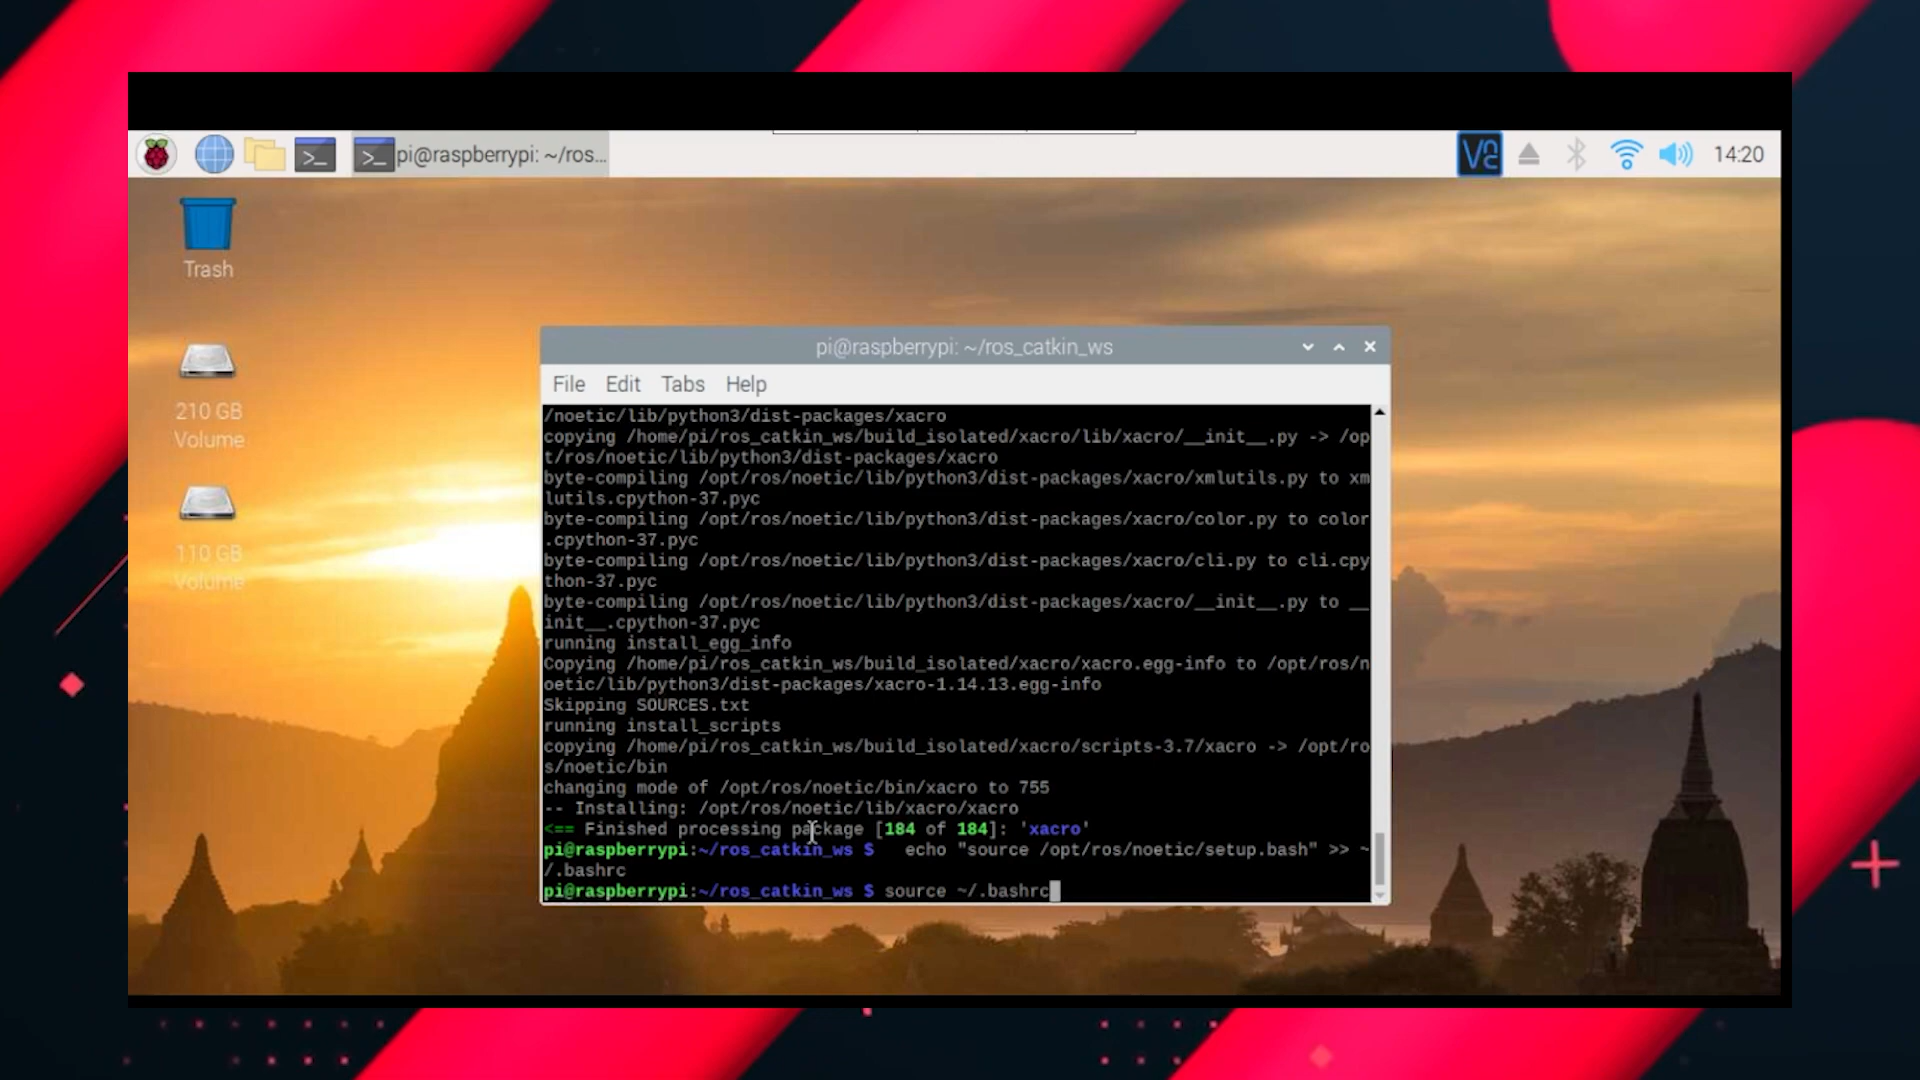 pi@raspberrypi: ~/ros...
VNC
14:20
Trash
210 GB
Volume
110 GB
Volume
pi@raspberrypi: ~/ros_catkin_ws
File Edit Tabs Help
/noetic/lib/python3/dist-packages/xacro
copying /home/pi/ros_catkin_ws/build_isolated/xacro/lib/xacro/__init__.py -> /op
t/ros/noetic/lib/python3/dist-packages/xacro
byte-compiling /opt/ros/noetic/lib/python3/dist-packages/xacro/xmlutils.py to xm
lutils.cpython-37.pyc
byte-compiling /opt/ros/noetic/lib/python3/dist-packages/xacro/color.py to color
.cpython-37.pyc
byte-compiling /opt/ros/noetic/lib/python3/dist-packages/xacro/cli.py to cli.cpy
thon-37.pyc
byte-compiling /opt/ros/noetic/lib/python3/dist-packages/xacro/__init__.py to __
init__.cpython-37.pyc
running install_egg_info
Copying /home/pi/ros_catkin_ws/build_isolated/xacro/xacro.egg-info to /opt/ros/n
oetic/lib/python3/dist-packages/xacro-1.14.13.egg-info
Skipping SOURCES.txt
running install_scripts
copying /home/pi/ros_catkin_ws/build_isolated/xacro/scripts-3.7/xacro -> /opt/ro
s/noetic/bin
changing mode of /opt/ros/noetic/bin/xacro to 755
-- Installing: /opt/ros/noetic/lib/xacro/xacro
<== Finished processing package [184 of 184]: 'xacro'
pi@raspberrypi:~/ros_catkin_ws $   echo "source /opt/ros/noetic/setup.bash" >> ~
/.bashrc
pi@raspberrypi:~/ros_catkin_ws $ source ~/.bashrc